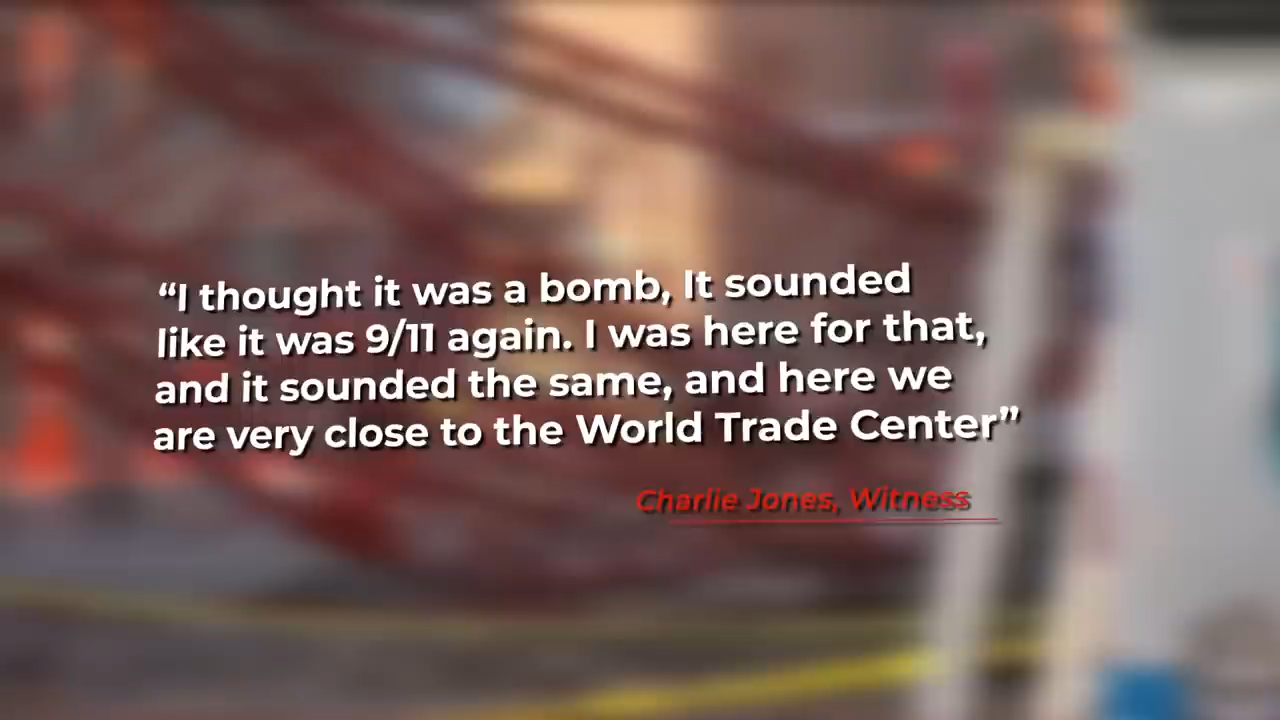 “I thought it was a bomb, It sounded
like it was 9/11 again. I was here for that,
and it sounded the same, and here we
are very close to the World Trade Center”
Charlie Jones, Witness